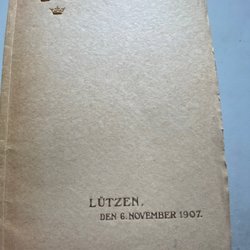 LÜTZEN.
DEN 6. NOVEMBER 1907.